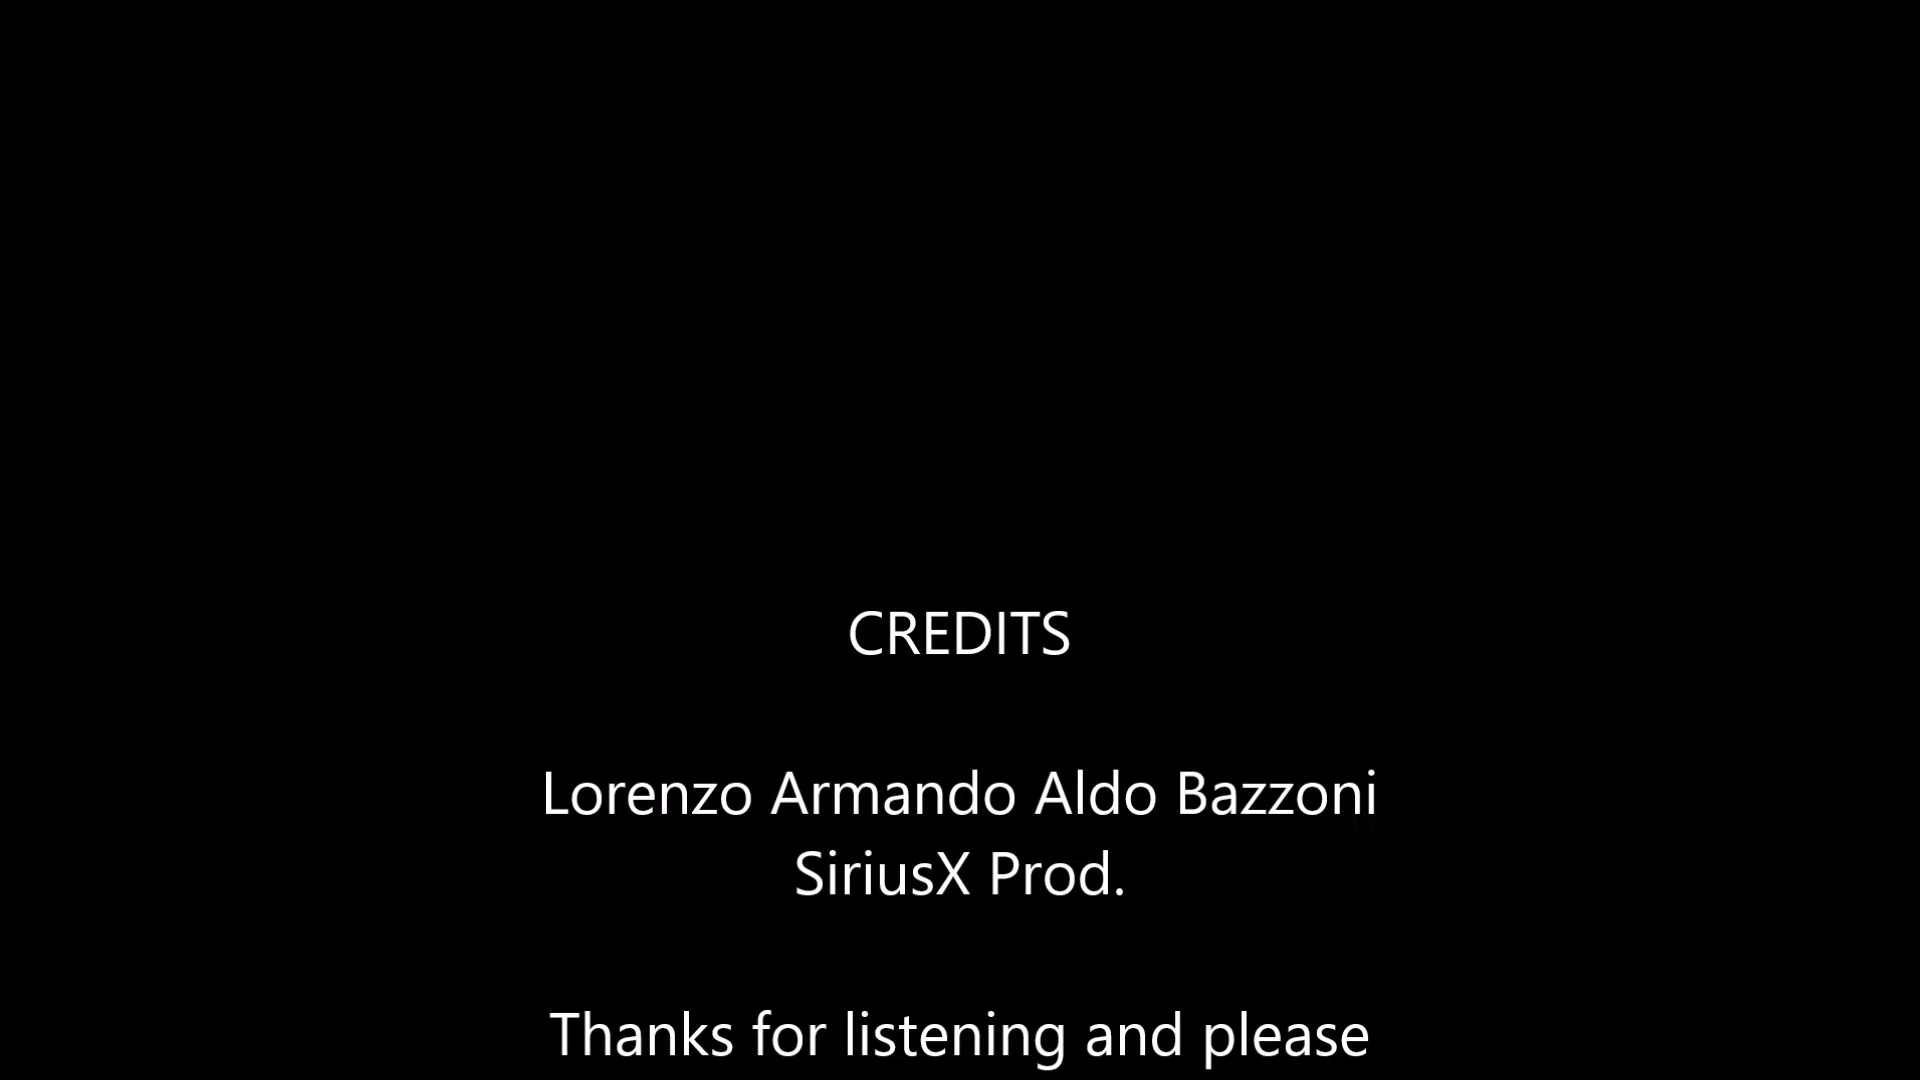 CREDITS
Lorenzo Armando Aldo Bazzoni
SiriusX Prod.
Thanks for listening and please